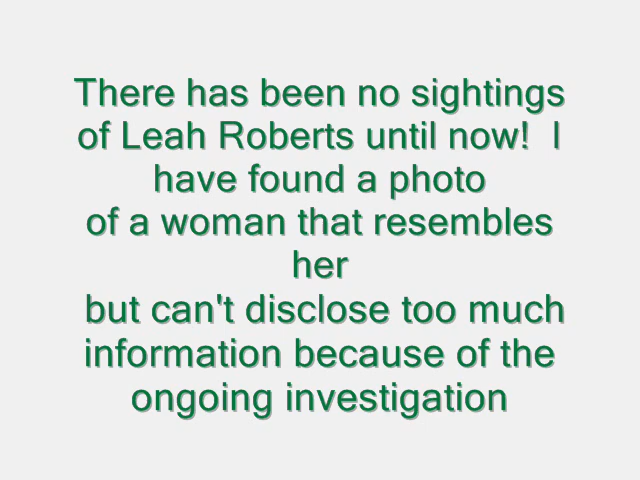 There has been no sightings
of Leah Roberts until now!  I
have found a photo
of a woman that resembles
her
but can't disclose too much
information because of the
ongoing investigation